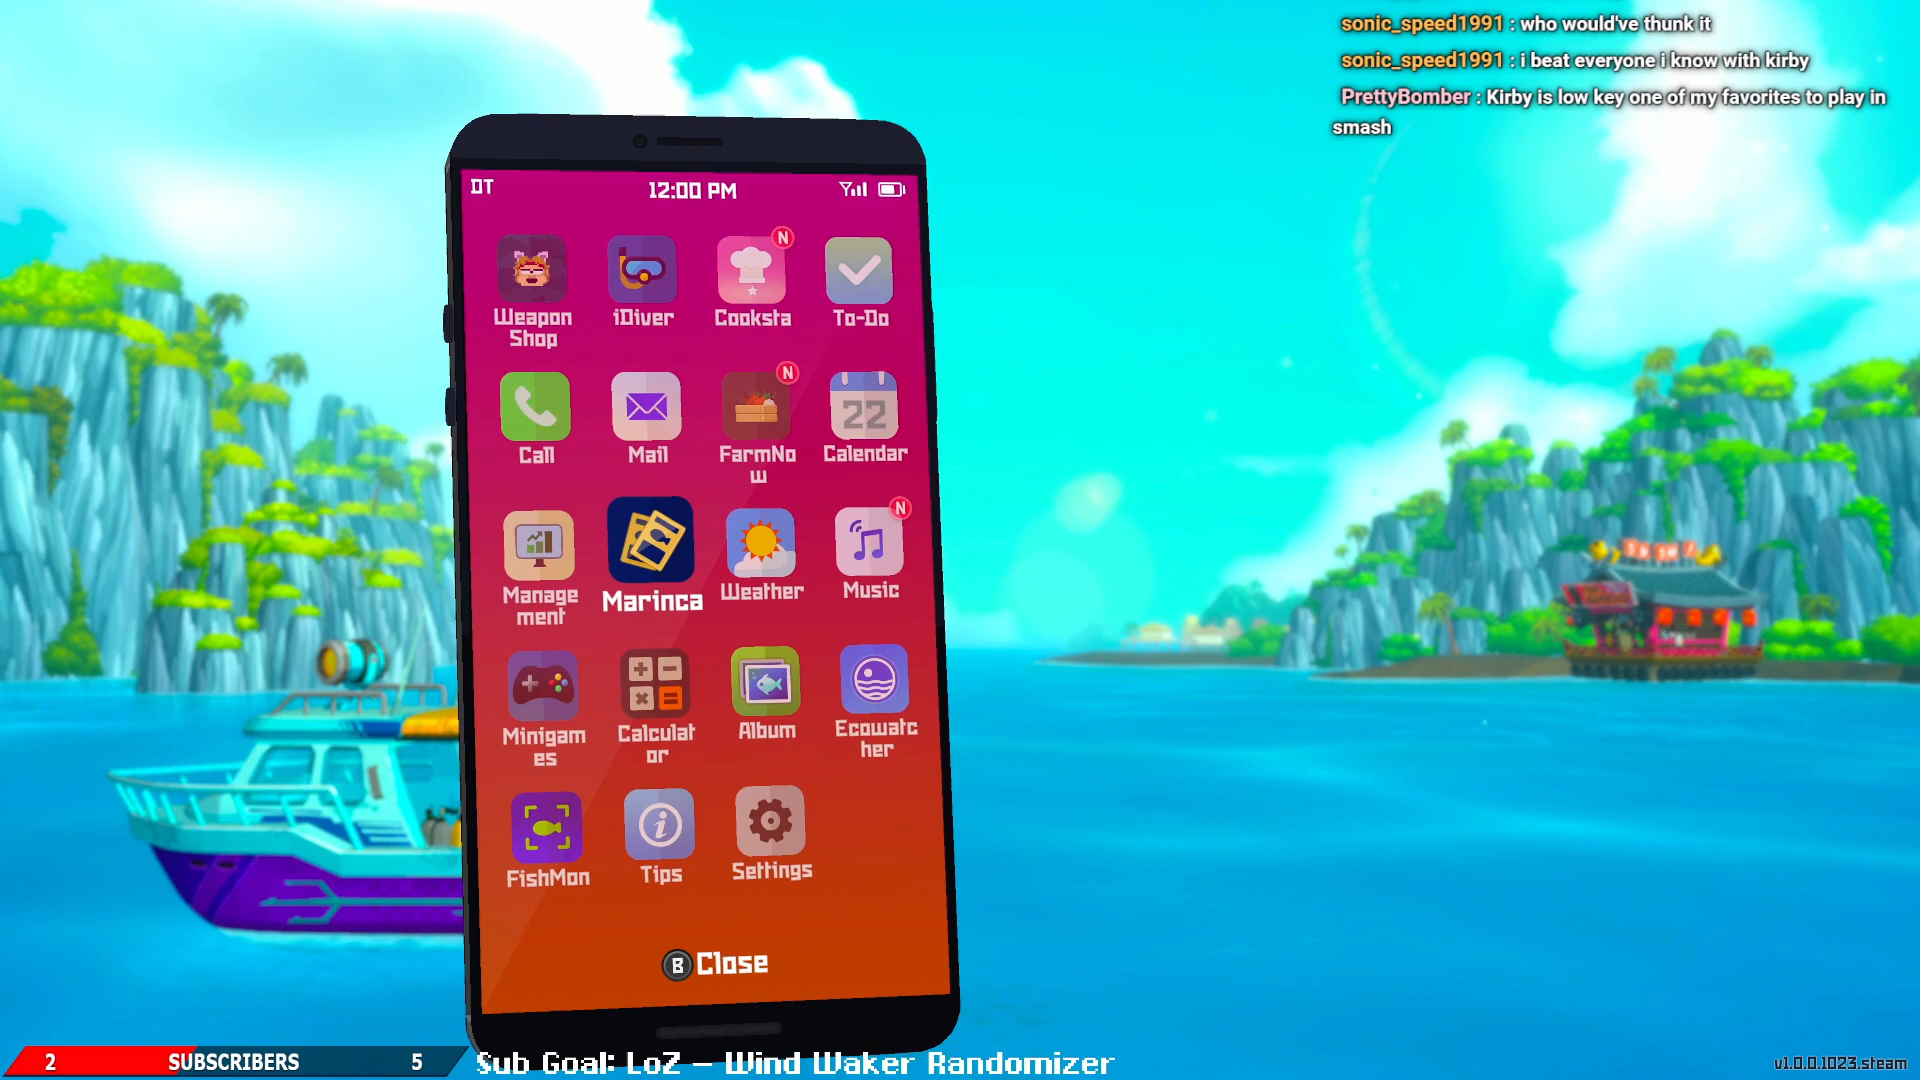 sonic_speed1991 : who would've thunk it
sonic_speed1991 : i beat everyone i know with kirby
PrettyBomber : Kirby is low key one of my favorites to play in
smash
DT
12:00 PM
N
Weapon
Shop
iDiver
Cooksta
To-Do
N
22
Call
Mail
FarmNo
w
Calendar
N
Manage
ment
Marinca
Weather
Music
Minigam
es
Calculat
or
Album
Ecowatc
her
FishMon
Tips
Settings
B Close
2 SUBSCRIBERS 5
Sub Goal: LoZ - Wind Waker Randomizer
v1.0.0.1023.steam